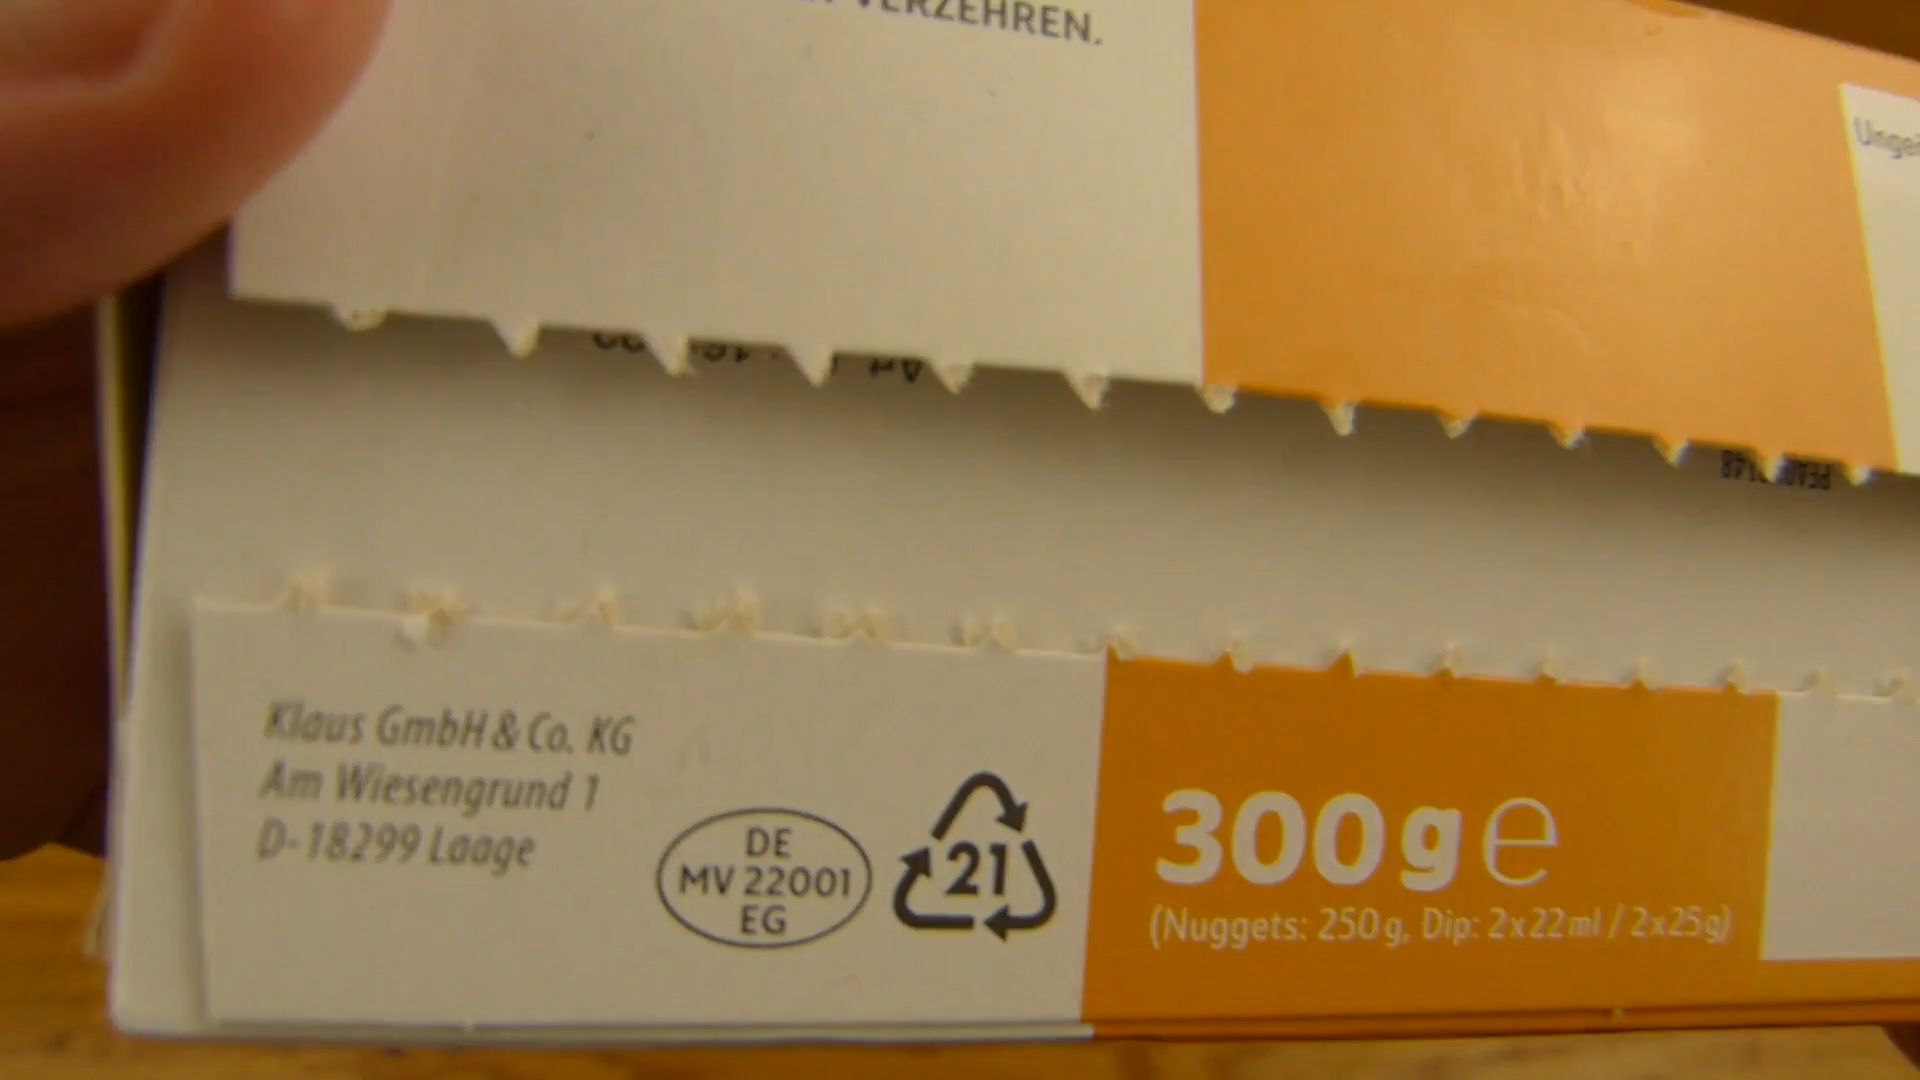 VERZEHREN.
Klaus GmbH & Co. KG
Am Wiesengrund 1
D-18299 Laage
DE
MV 22001
EG
21
300 g e
(Nuggets: 250 g, Dip: 2x22 ml / 2x25 g)